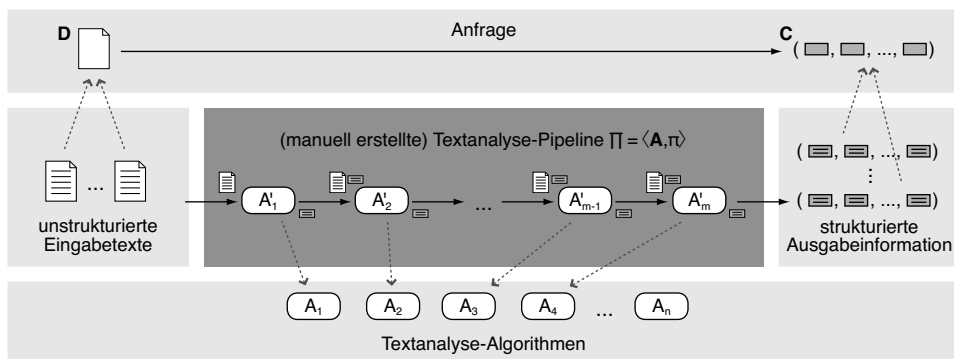 D Anfrage C
( , , ..., )
(manuell erstellte) Textanalyse-Pipeline ∏ = ⟨A,π⟩
... 
unstrukturierte
Eingabetexte
A'1 A'2 ... A'm-1 A'm
( , , ..., )
⋮
( , , ..., )
strukturierte
Ausgabeinformation
A1 A2 A3 A4 ... An
Textanalyse-Algorithmen